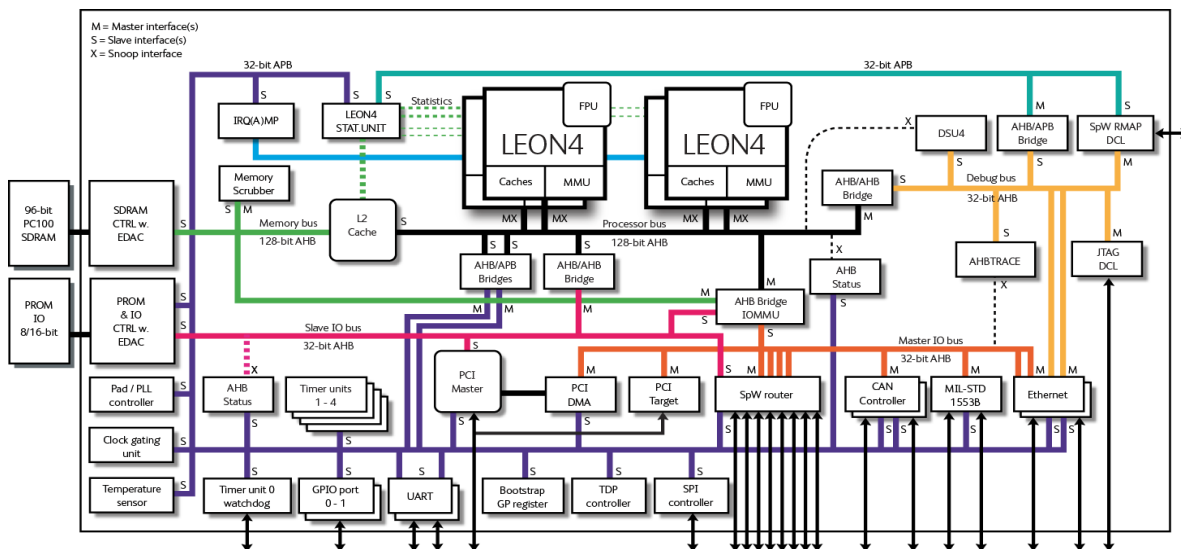 M = Master interface(s)
S = Slave interface(s)
X = Snoop interface
32-bit APB
32-bit APB
S
S
S
M
S
Statistics
FPU
FPU
X
IRQ(A)MP
LEON4
STAT.UNIT
LEON4
LEON4
DSU4
AHB/APB
Bridge
SpW RMAP
DCL
S
S
M
Memory
Scrubber
Caches
MMU
Caches
MMU
AHB/AHB
Bridge
S
Debug bus
32-bit AHB
S
M
96-bit
PC100
SDRAM
SDRAM
CTRL w.
EDAC
S
Memory bus
128-bit AHB
L2
Cache
S
MX
MX
Processor bus
128-bit AHB
M
S
M
S
S
S
X
AHB/APB
Bridges
AHB/AHB
Bridge
AHB
Status
AHBTRACE
JTAG
DCL
PROM
IO
8/16-bit
PROM
& IO
CTRL w.
EDAC
S
S
M
M
M
M
M
S
AHB Bridge
IOMMU
S
S
X
Slave IO bus
32-bit AHB
Master IO bus
32-bit AHB
X
S
M
M
S
M
M
M
M
Pad / PLL
controller
AHB
Status
Timer units
1 - 4
PCI
Master
PCI
DMA
PCI
Target
SpW router
CAN
Controller
MIL-STD
1553B
Ethernet
S
S
S
S
S
S
S
S
S
S
Clock gating
unit
S
S
S
S
S
S
S
S
Temperature
sensor
Timer unit 0
watchdog
GPIO port
0 - 1
UART
Bootstrap
GP register
TDP
controller
SPI
controller